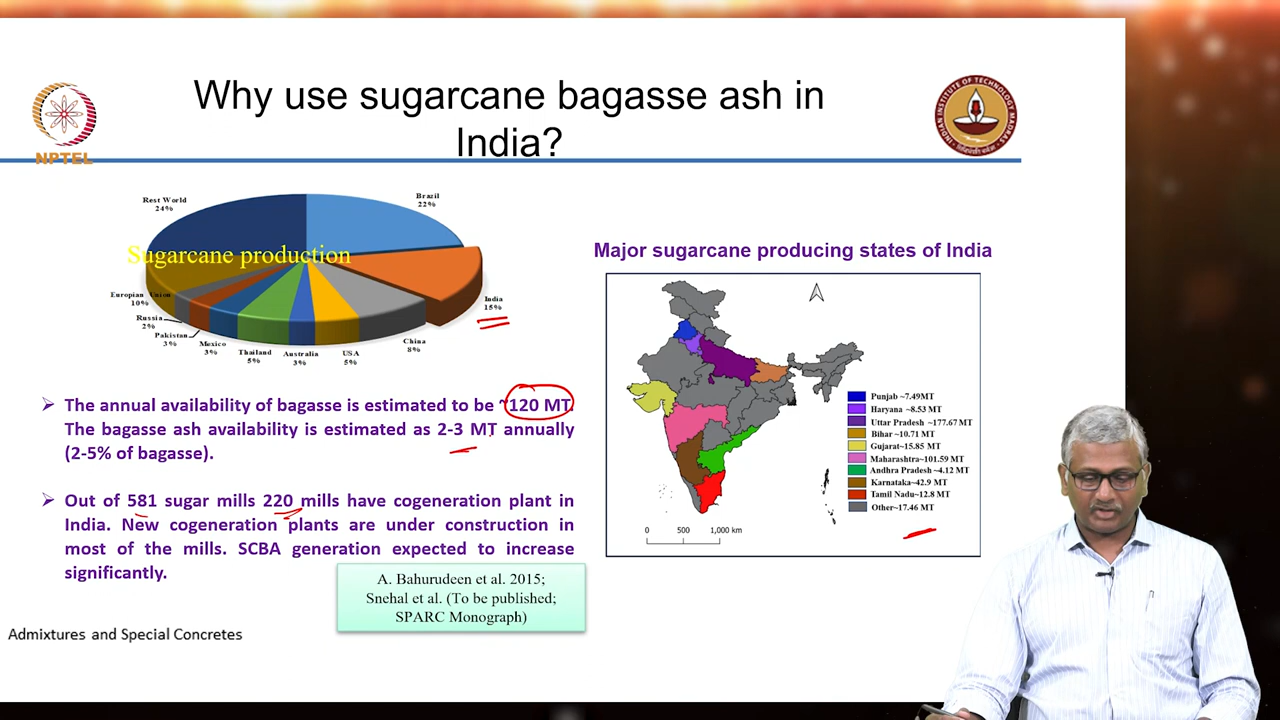 Why use sugarcane bagasse ash in
India?
NPTEL
INDIAN INSTITUTE OF TECHNOLOGY MADRAS
Rest World
24%
Brazil
22%
Sugarcane production
Europian Union
10%
Russia
2%
Pakistan
3%
Mexico
3%
Thailand
5%
Australia
3%
USA
5%
China
8%
India
15%
Major sugarcane producing states of India
Punjab ~7.49MT
Haryana ~8.53 MT
Uttar Pradesh ~177.67 MT
Bihar ~10.71 MT
Gujarat~15.85 MT
Maharashtra~101.59 MT
Andhra Pradesh ~4.12 MT
Karnataka~42.9 MT
Tamil Nadu~12.8 MT
Other~17.46 MT
0 500 1,000 km
➢ The annual availability of bagasse is estimated to be ~120 MT.
The bagasse ash availability is estimated as 2-3 MT annually
(2-5% of bagasse).
➢ Out of 581 sugar mills 220 mills have cogeneration plant in
India. New cogeneration plants are under construction in
most of the mills. SCBA generation expected to increase
significantly.
A. Bahurudeen et al. 2015;
Snehal et al. (To be published;
SPARC Monograph)
Admixtures and Special Concretes